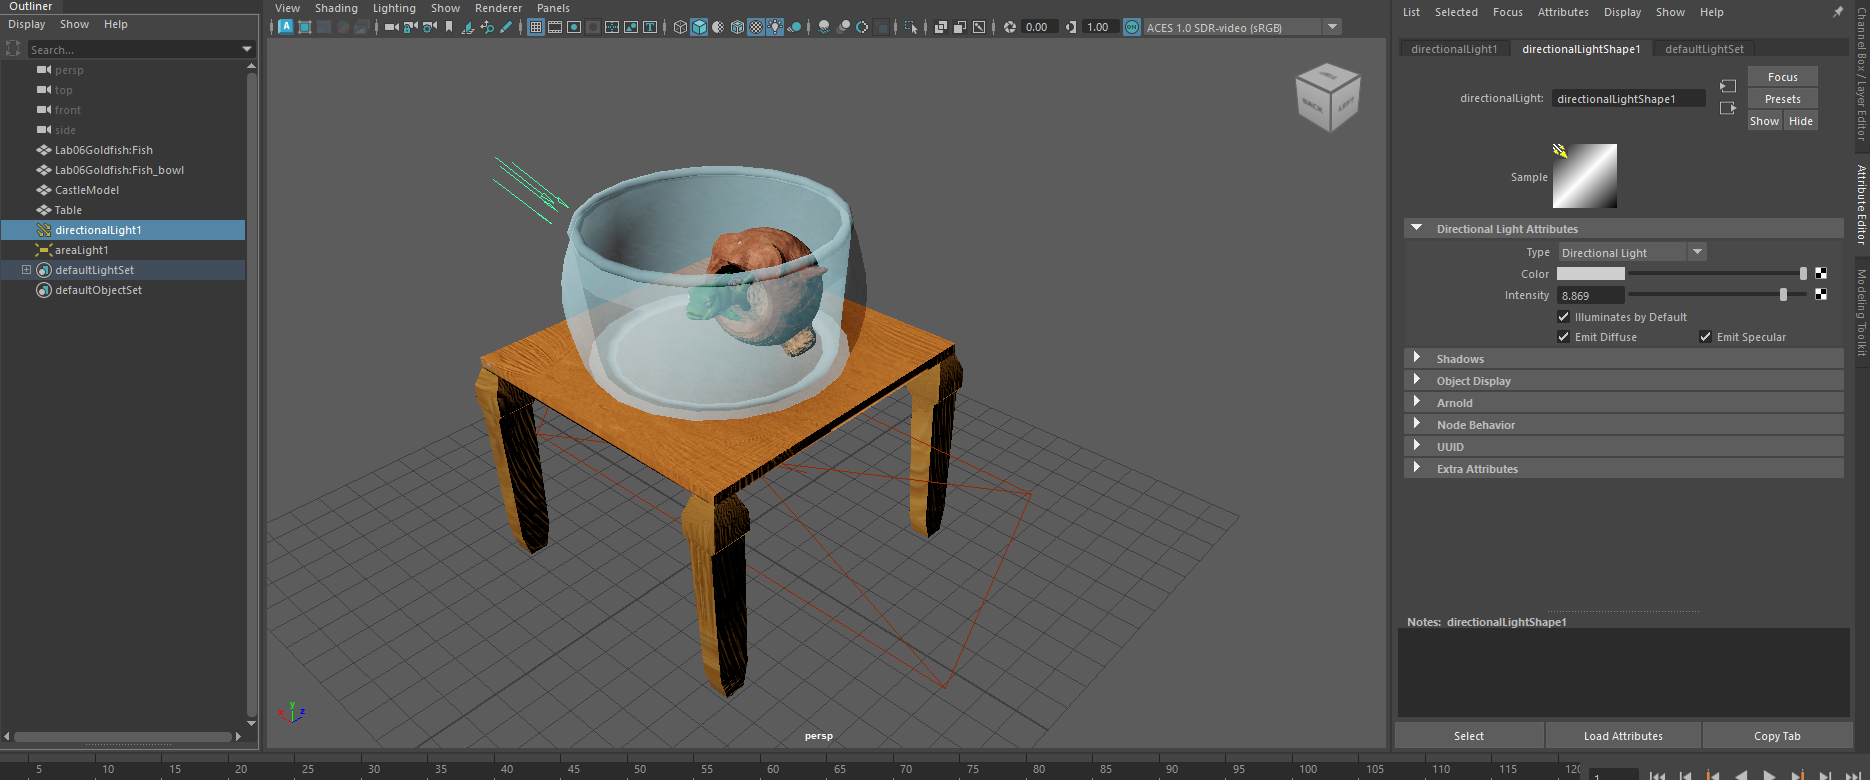 Outliner
Display Show Help
Search...
persp
top
front
side
Lab06Goldfish:Fish
Lab06Goldfish:Fish_bowl
CastleModel
Table
directionalLight1
areaLight1
defaultLightSet
defaultObjectSet
View Shading Lighting Show Renderer Panels
0.00 1.00 ON ACES 1.0 SDR-video (sRGB)
BACK LEFT
persp
y
z
List Selected Focus Attributes Display Show Help
directionalLight1 directionalLightShape1 defaultLightSet
directionalLight: directionalLightShape1
Focus
Presets
Show Hide
Sample
Directional Light Attributes
Type Directional Light
Color
Intensity 8.869
Illuminates by Default
Emit Diffuse Emit Specular
Shadows
Object Display
Arnold
Node Behavior
UUID
Extra Attributes
Notes: directionalLightShape1
Select Load Attributes Copy Tab
Channel Box / Layer Editor
Attribute Editor
Modeling Toolkit
5 10 15 20 25 30 35 40 45 50 55 60 65 70 75 80 85 90 95 100 105 110 115 120
1